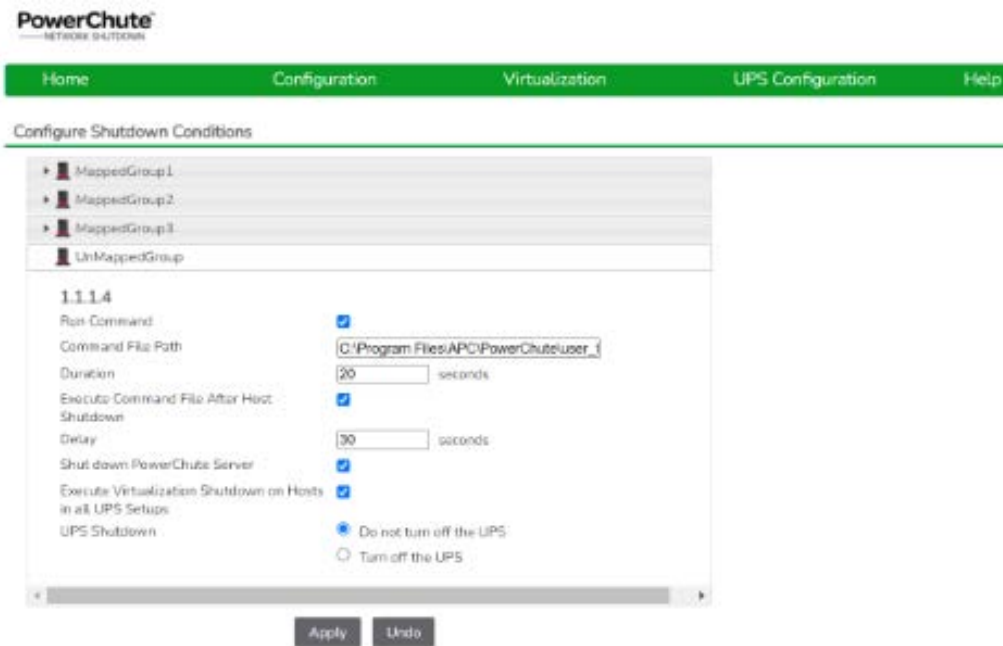 PowerChute
NETWORK SHUTDOWN
Home Configuration Virtualization UPS Configuration Help
Configure Shutdown Conditions
MappedGroup1
MappedGroup2
MappedGroup3
UnMappedGroup
1.1.1.4
Run Command
Command File Path C:\Program Files\APC\PowerChute\user_f
Duration 20 seconds
Execute Command File After Host
Shutdown
Delay 30 seconds
Shut down PowerChute Server
Execute Virtualization Shutdown on Hosts
in all UPS Setups
UPS Shutdown Do not turn off the UPS
Turn off the UPS
Apply Undo